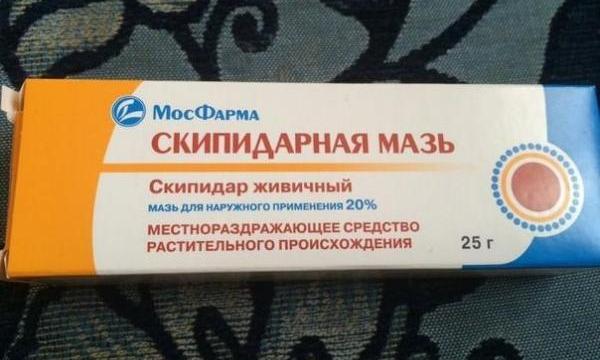 МосФарма
СКИПИДАРНАЯ МАЗЬ
Скипидар живичный
МАЗЬ ДЛЯ НАРУЖНОГО ПРИМЕНЕНИЯ 20%
МЕСТНОРАЗДРАЖАЮЩЕЕ СРЕДСТВО
РАСТИТЕЛЬНОГО ПРОИСХОЖДЕНИЯ
25 г